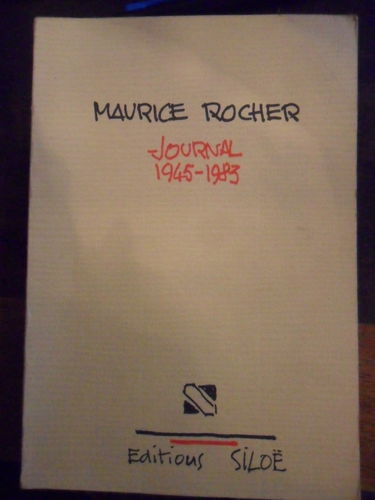 MAURICE ROCHER
JOURNAL
1945-1983
Editions SILOË